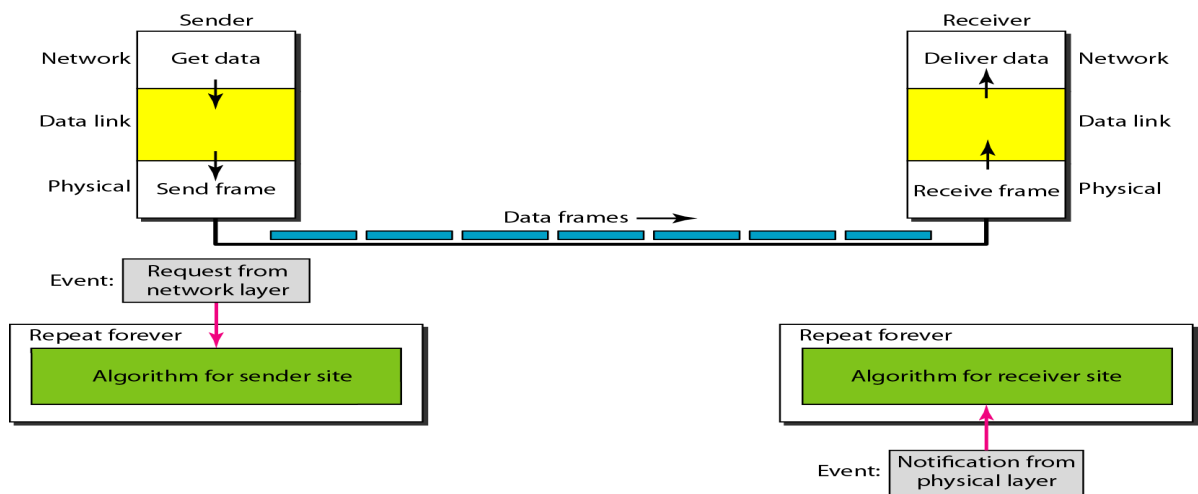 Sender
Receiver
Network
Get data
Deliver data
Network
Data link
Data link
Physical
Send frame
Receive frame
Physical
Data frames
Event:
Request from
network layer
Repeat forever
Algorithm for sender site
Repeat forever
Algorithm for receiver site
Event:
Notification from
physical layer